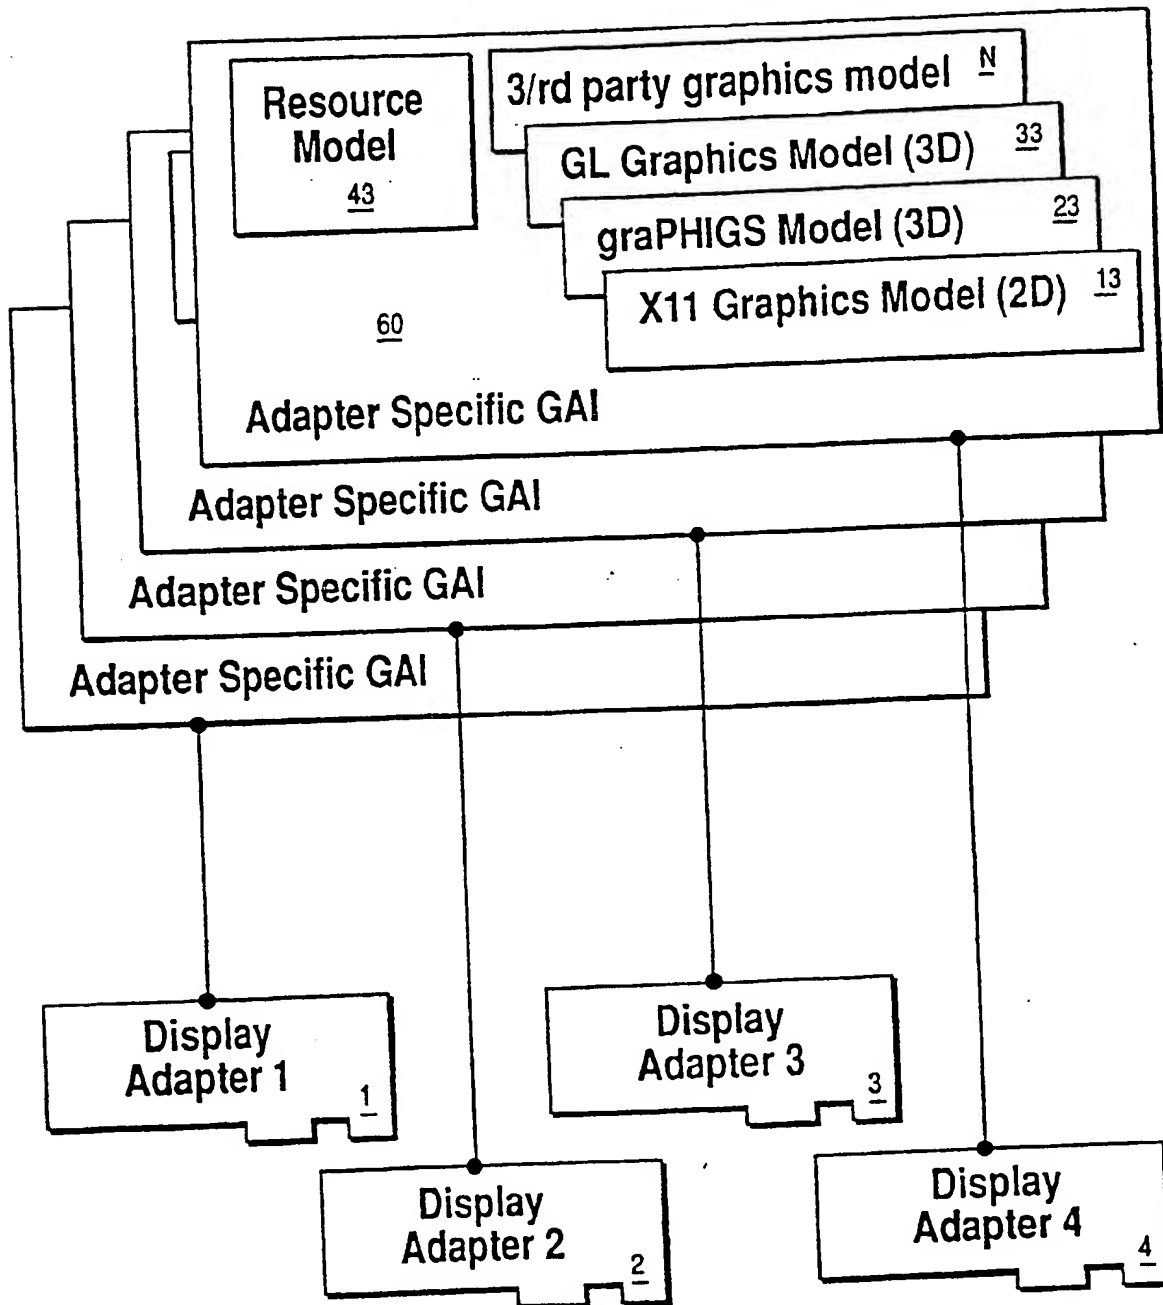 Resource
Model
43
3/rd party graphics model N
GL Graphics Model (3D) 33
graPHIGS Model (3D) 23
X11 Graphics Model (2D) 13
60
Adapter Specific GAI
Adapter Specific GAI
Adapter Specific GAI
Adapter Specific GAI
Display
Adapter 1
1
Display
Adapter 3
3
Display
Adapter 2
2
Display
Adapter 4
4